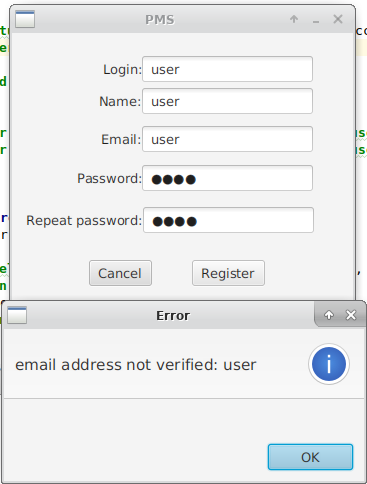 PMS
Login: user
Name: user
Email: user
Password: ●●●●
Repeat password: ●●●●
Cancel Register
Error
email address not verified: user
i
OK